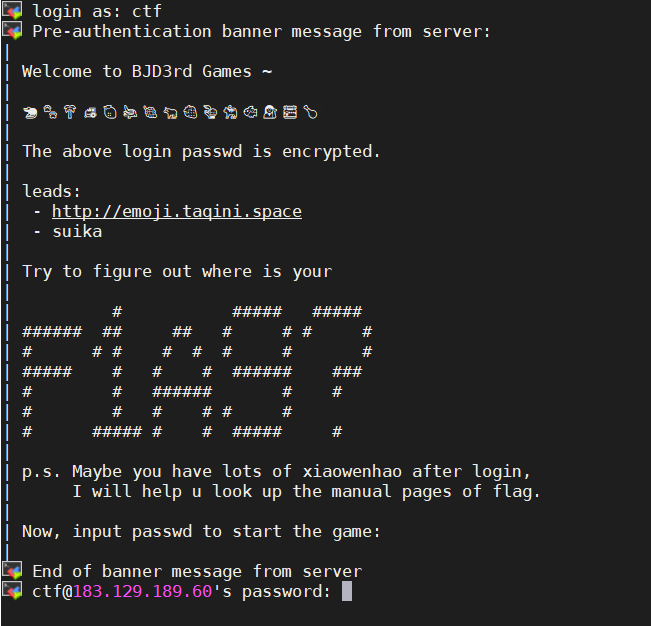 login as: ctf
Pre-authentication banner message from server:
Welcome to BJD3rd Games ~
The above login passwd is encrypted.
leads:
- http://emoji.taqini.space
- suika
Try to figure out where is your
         #           #####   #####
######  ##     ##   #     # #     #
#      # #    #  #  #     #       #
#####    #   #    #  ######    ###
#        #   ######       #    #
#        #   #    # #     #
#      ##### #    #  #####     #
p.s. Maybe you have lots of xiaowenhao after login,
I will help u look up the manual pages of flag.
Now, input passwd to start the game:
End of banner message from server
ctf@183.129.189.60's password: